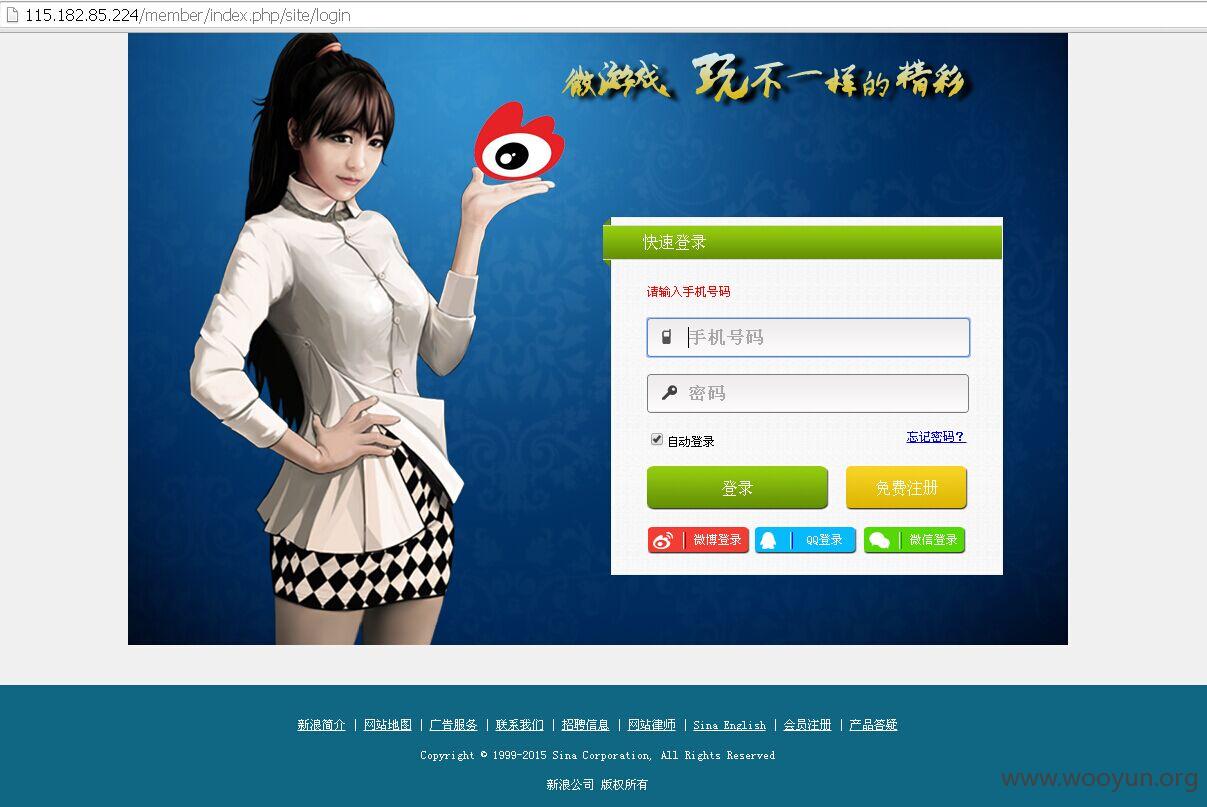 115.182.85.224/member/index.php/site/login
微游戏 玩不一样的精彩
快速登录
请输入手机号码
手机号码
密码
自动登录 忘记密码?
登录 免费注册
微博登录 QQ登录 微信登录
新浪简介 | 网站地图 | 广告服务 | 联系我们 | 招聘信息 | 网站律师 | Sina English | 会员注册 | 产品答疑
Copyright © 1999-2015 Sina Corporation, All Rights Reserved
新浪公司 版权所有
www.wooyun.org